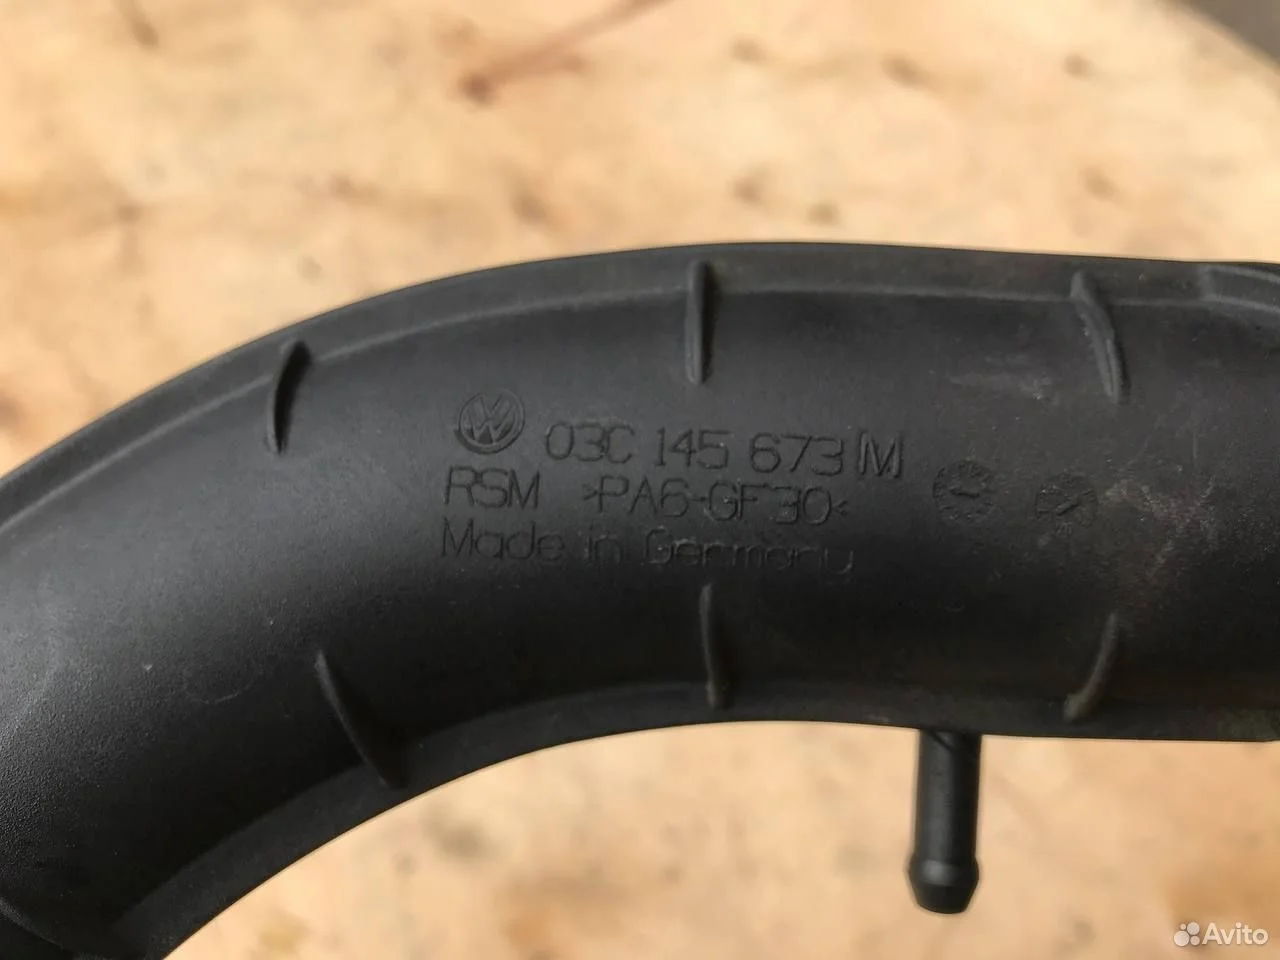 03C 145 673 M
RSM >PA6-GF30<
Made in Germany
Avito